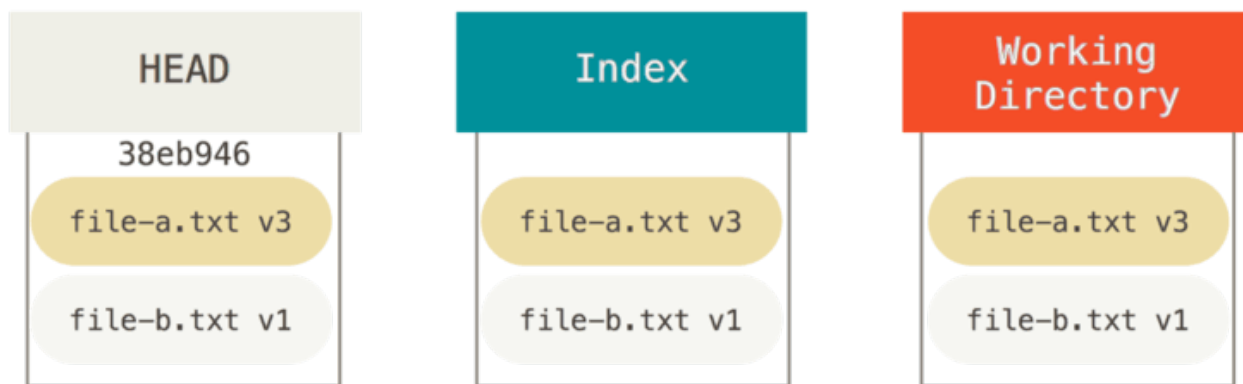 HEAD
38eb946
file-a.txt v3
file-b.txt v1
Index
file-a.txt v3
file-b.txt v1
Working
Directory
file-a.txt v3
file-b.txt v1